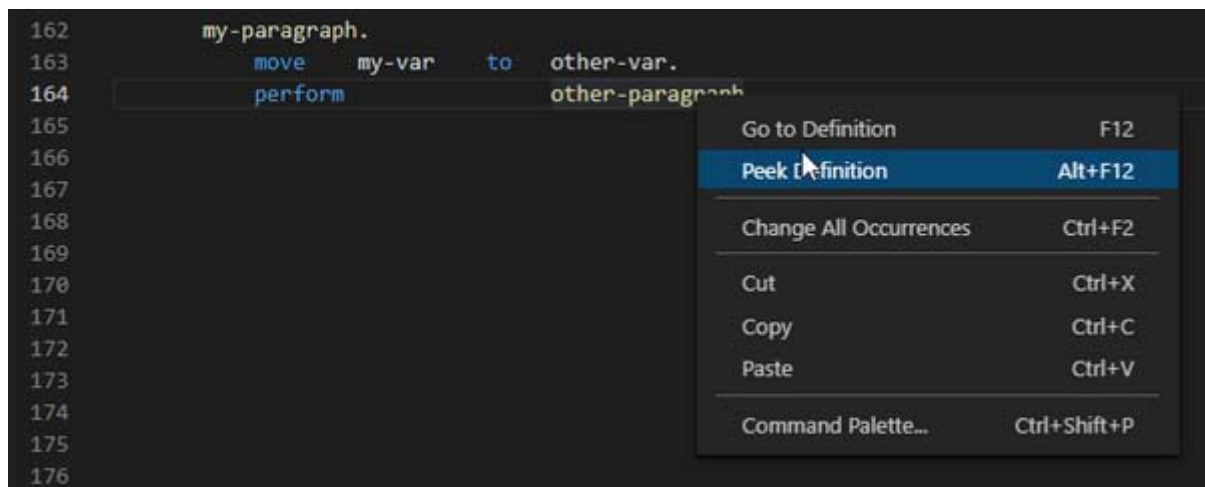 162 my-paragraph.
163 move my-var to other-var.
164 perform other-paragraph
165
Go to Definition F12
166
Peek Definition Alt+F12
167
168
Change All Occurrences Ctrl+F2
169
170
Cut Ctrl+X
171
Copy Ctrl+C
172
Paste Ctrl+V
173
174
Command Palette... Ctrl+Shift+P
175
176